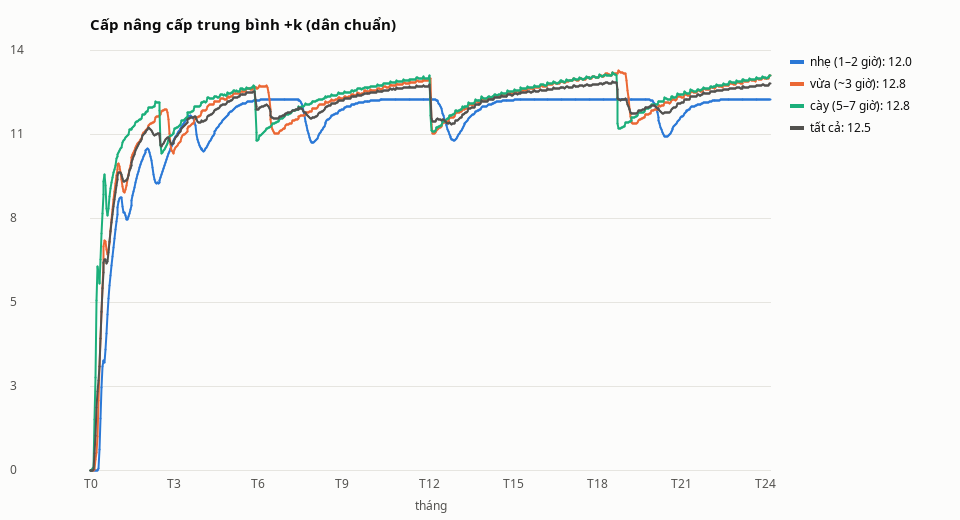 Cấp nâng cấp trung bình +k (dân chuẩn)
14
11
8
5
3
0
T0 T3 T6 T9 T12 T15 T18 T21 T24
tháng
nhẹ (1–2 giờ): 12.0
vừa (~3 giờ): 12.8
cày (5–7 giờ): 12.8
tất cả: 12.5